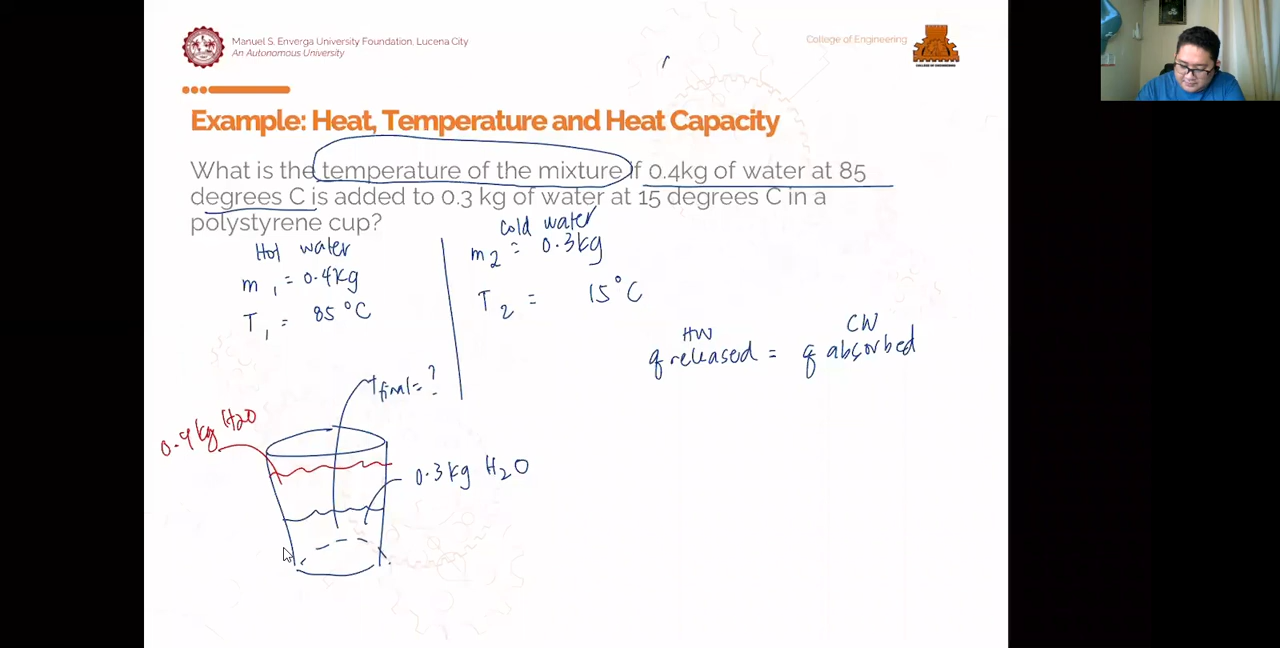 Manuel S. Enverga University Foundation, Lucena City
An Autonomous University
College of Engineering
COLLEGE OF ENGINEERING
Example: Heat, Temperature and Heat Capacity
What is the temperature of the mixture if 0.4kg of water at 85
degrees C is added to 0.3 kg of water at 15 degrees C in a
polystyrene cup?
Hot water
m1 = 0.4kg
T1 = 85°C
Cold water
m2 = 0.3kg
T2 = 15°C
HW CW
q released = q absorbed
Tfinal = ?
0.4kg H2O
0.3kg H2O